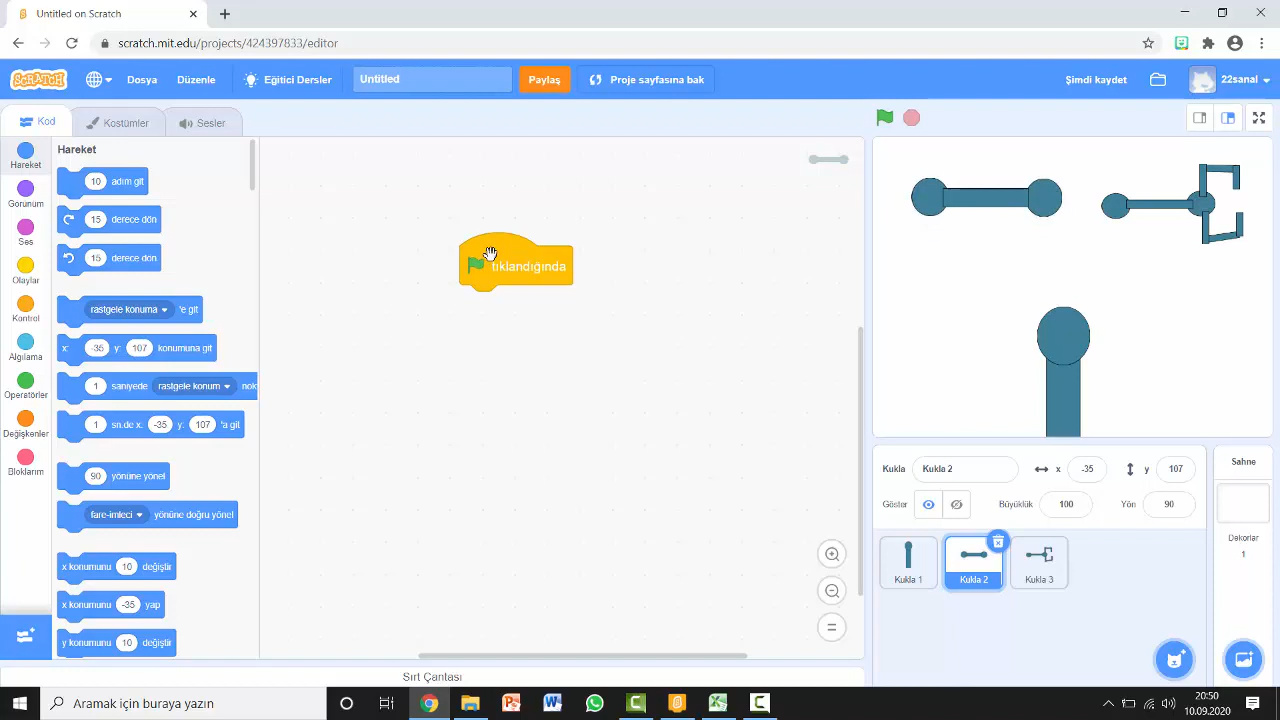 Untitled on Scratch
scratch.mit.edu/projects/424397833/editor
SCRATCH
Dosya
Düzenle
Eğitici Dersler
Untitled
Paylaş
Proje sayfasına bak
Şimdi kaydet
22sanal
Kod
Kostümler
Sesler
Hareket
Görünüm
Ses
Olaylar
Kontrol
Algılama
Operatörler
Değişkenler
Bloklarım
Hareket
10 adım git
15 derece dön
15 derece dön
rastgele konuma 'e git
x: -35 y: 107 konumuna git
1 saniyede rastgele konum nok
1 sn.de x: -35 y: 107 'a git
90 yönüne yönel
fare-imleci yönüne doğru yönel
x konumunu 10 değiştir
x konumunu -35 yap
y konumunu 10 değiştir
tıklandığında
Sırt Çantası
Kukla Kukla 2 x -35 y 107
Göster Büyüklük 100 Yön 90
Kukla 1
Kukla 2
Kukla 3
Sahne
Dekorlar
1
Aramak için buraya yazın
20:50
10.09.2020